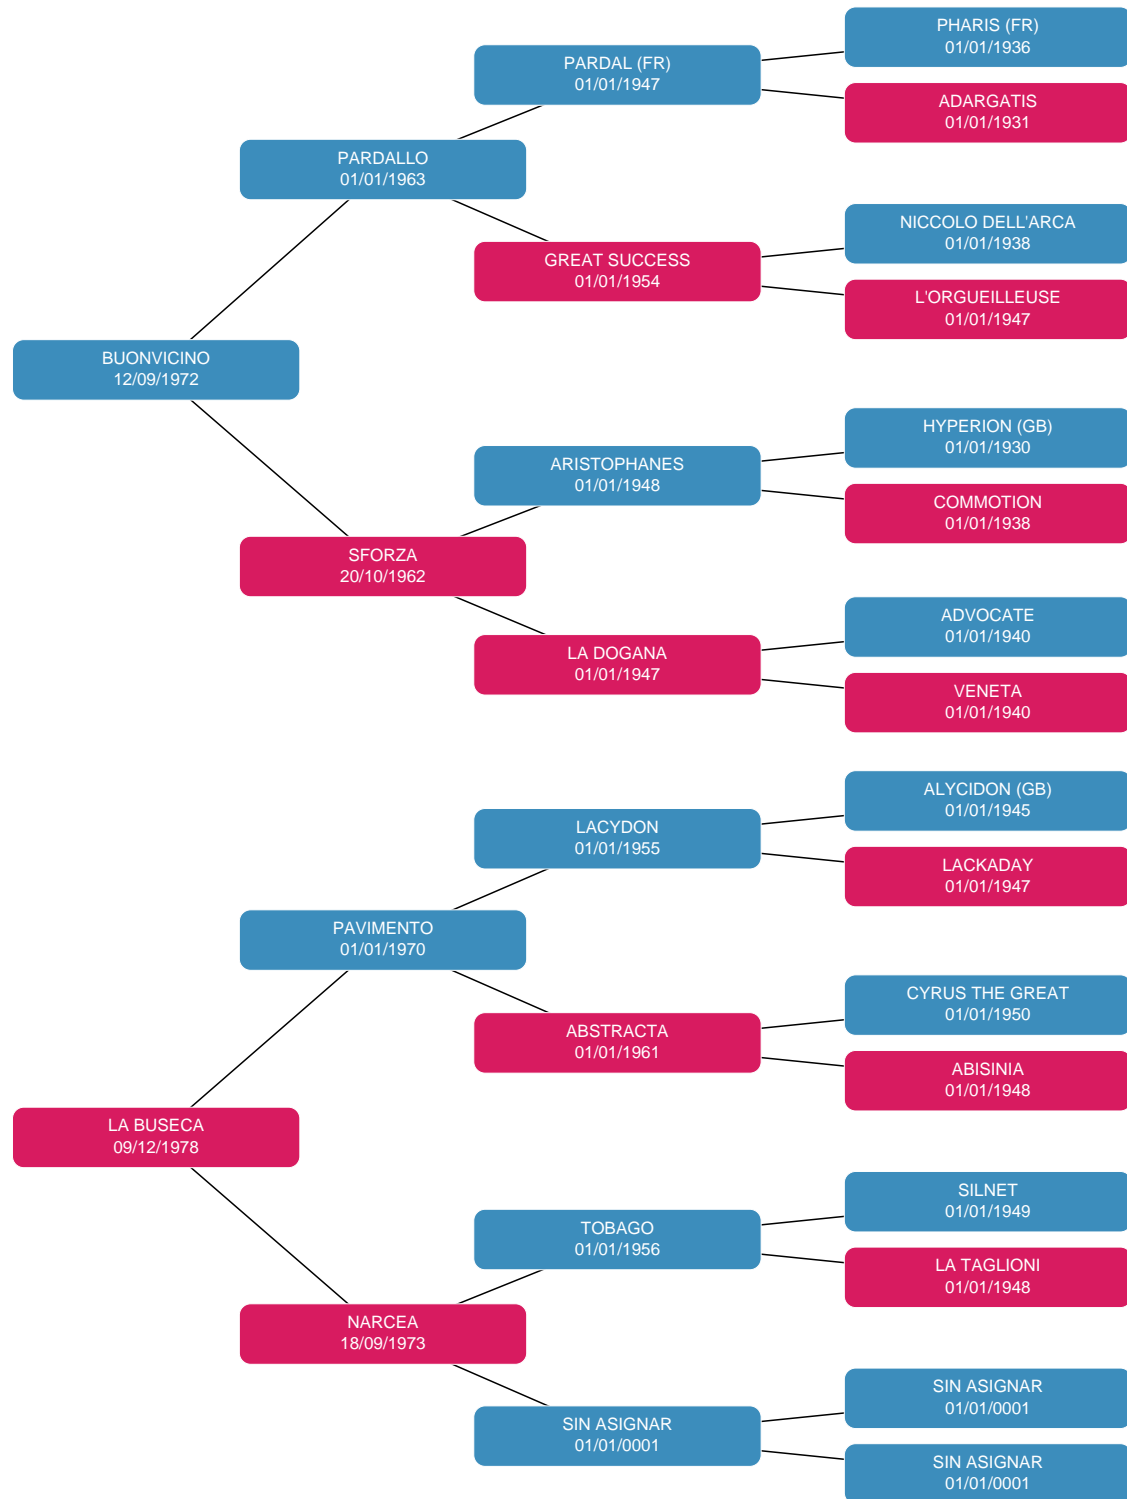 PHARIS (FR)
01/01/1936
PARDAL (FR)
01/01/1947
ADARGATIS
01/01/1931
PARDALLO
01/01/1963
NICCOLO DELL'ARCA
01/01/1938
GREAT SUCCESS
01/01/1954
L'ORGUEILLEUSE
01/01/1947
BUONVICINO
12/09/1972
HYPERION (GB)
01/01/1930
ARISTOPHANES
01/01/1948
COMMOTION
01/01/1938
SFORZA
20/10/1962
ADVOCATE
01/01/1940
LA DOGANA
01/01/1947
VENETA
01/01/1940
ALYCIDON (GB)
01/01/1945
LACYDON
01/01/1955
LACKADAY
01/01/1947
PAVIMENTO
01/01/1970
CYRUS THE GREAT
01/01/1950
ABSTRACTA
01/01/1961
ABISINIA
01/01/1948
LA BUSECA
09/12/1978
SILNET
01/01/1949
TOBAGO
01/01/1956
LA TAGLIONI
01/01/1948
NARCEA
18/09/1973
SIN ASIGNAR
01/01/0001
SIN ASIGNAR
01/01/0001
SIN ASIGNAR
01/01/0001